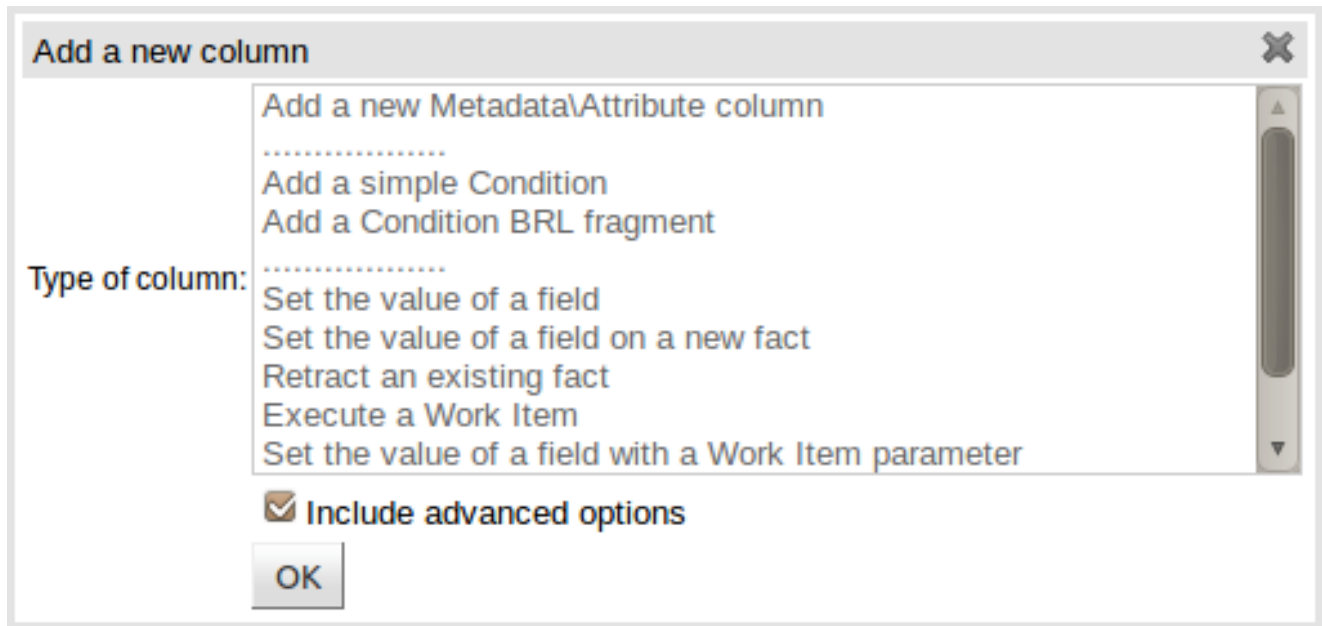 Add a new column
Add a new Metadata\Attribute column
..................
Add a simple Condition
Add a Condition BRL fragment
..................
Type of column:
Set the value of a field
Set the value of a field on a new fact
Retract an existing fact
Execute a Work Item
Set the value of a field with a Work Item parameter
Include advanced options
OK